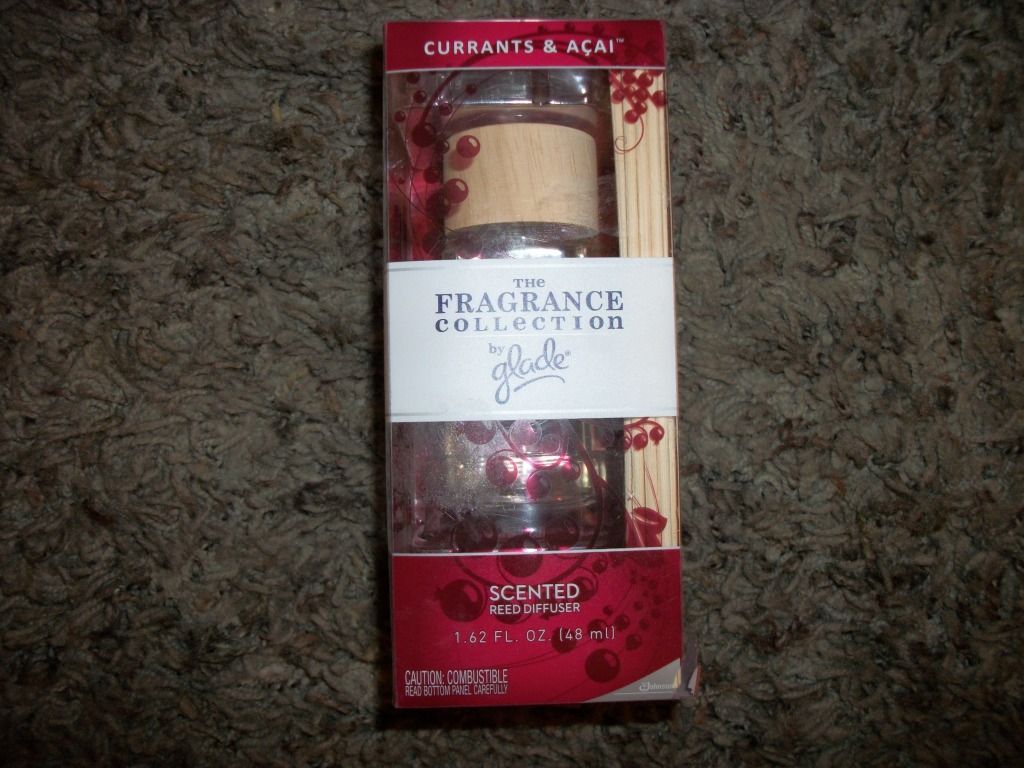 CURRANTS & AÇAI™
THe
FRAGRANCE
coLLecTion
by glade®
SCENTED
REED DIFFUSER
1.62 FL. OZ. (48 ml)
CAUTION: COMBUSTIBLE
READ BOTTOM PANEL CAREFULLY
Johnson